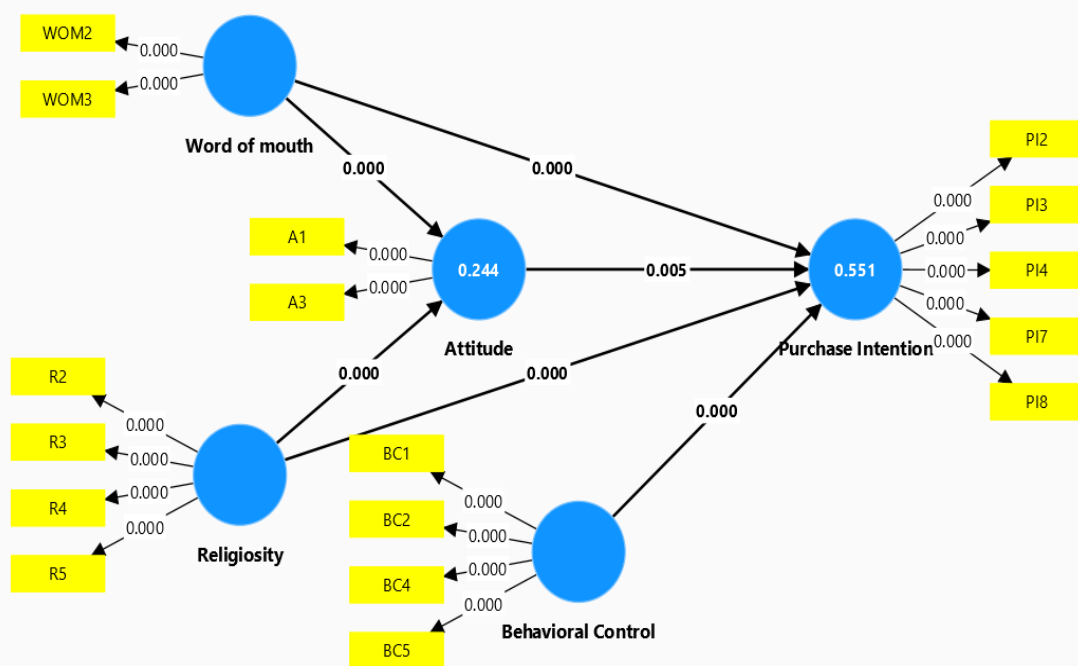 WOM2
0.000
WOM3
0.000
Word of mouth
0.000
0.000
A1
0.000
A3
0.000
0.244
Attitude
0.005
0.551
Purchase Intention
PI2
0.000
PI3
0.000
PI4
0.000
PI7
0.000
PI8
0.000
R2
0.000
R3
0.000
R4
0.000
R5
0.000
Religiosity
0.000
0.000
BC1
0.000
BC2
0.000
BC4
0.000
BC5
0.000
Behavioral Control
0.000